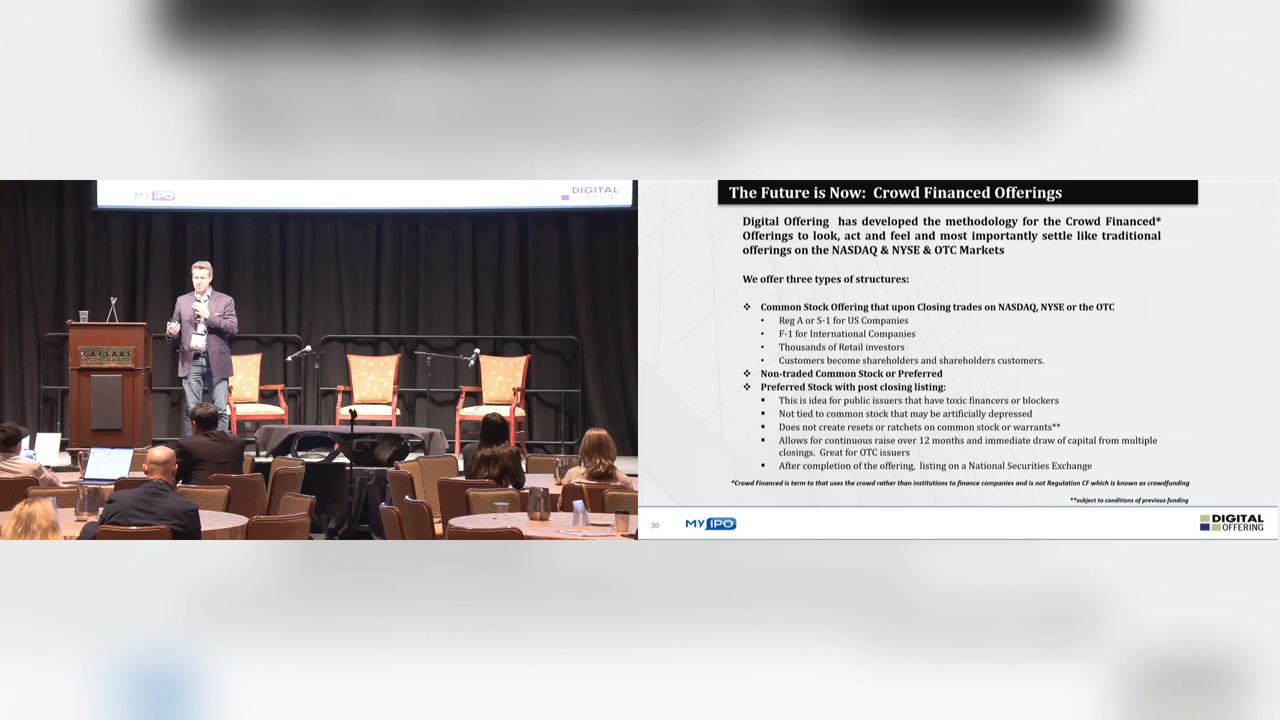 MY IPO
DIGITAL
CAESARS
The Future is Now: Crowd Financed Offerings
Digital Offering has developed the methodology for the Crowd Financed*
Offerings to look, act and feel and most importantly settle like traditional
offerings on the NASDAQ & NYSE & OTC Markets
We offer three types of structures:
❖ Common Stock Offering that upon Closing trades on NASDAQ, NYSE or the OTC
• Reg A or S-1 for US Companies
• F-1 for International Companies
• Thousands of Retail investors
• Customers become shareholders and shareholders customers.
❖ Non-traded Common Stock or Preferred
❖ Preferred Stock with post closing listing:
▪ This is idea for public issuers that have toxic financers or blockers
▪ Not tied to common stock that may be artificially depressed
▪ Does not create resets or ratchets on common stock or warrants**
▪ Allows for continuous raise over 12 months and immediate draw of capital from multiple
closings. Great for OTC issuers
▪ After completion of the offering, listing on a National Securities Exchange
*Crowd Financed is term to that uses the crowd rather than institutions to finance companies and is not Regulation CF which is known as crowdfunding
**subject to conditions of previous funding
30
MY IPO
DIGITAL
OFFERING